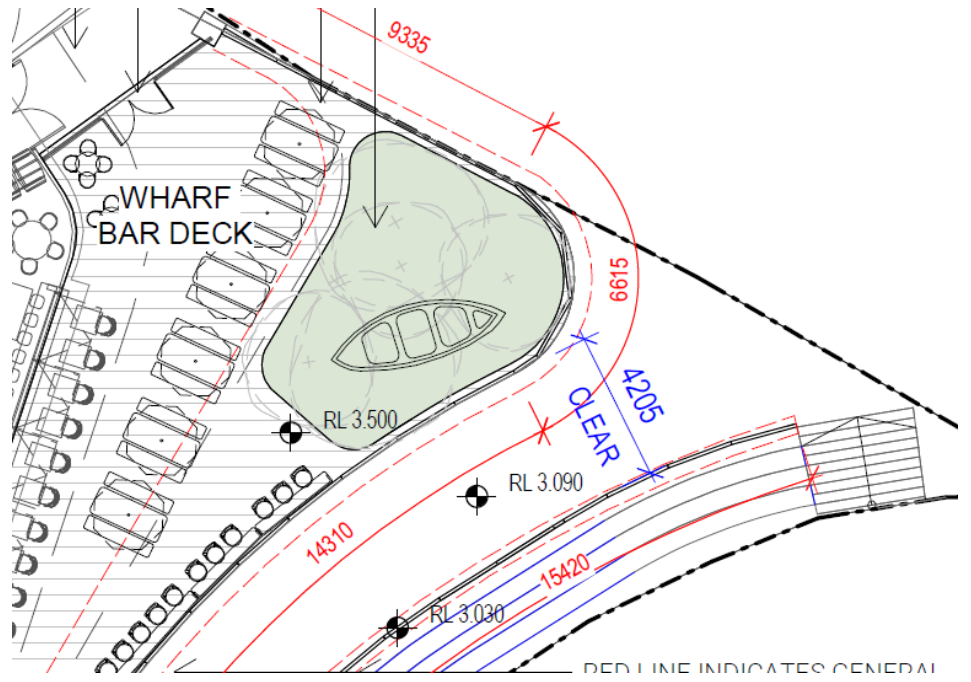 9335
WHARF
BAR DECK
6615
4205
CLEAR
RL 3.500
RL 3.090
14310
15420
RL 3.030
RED LINE INDICATES GENERAL